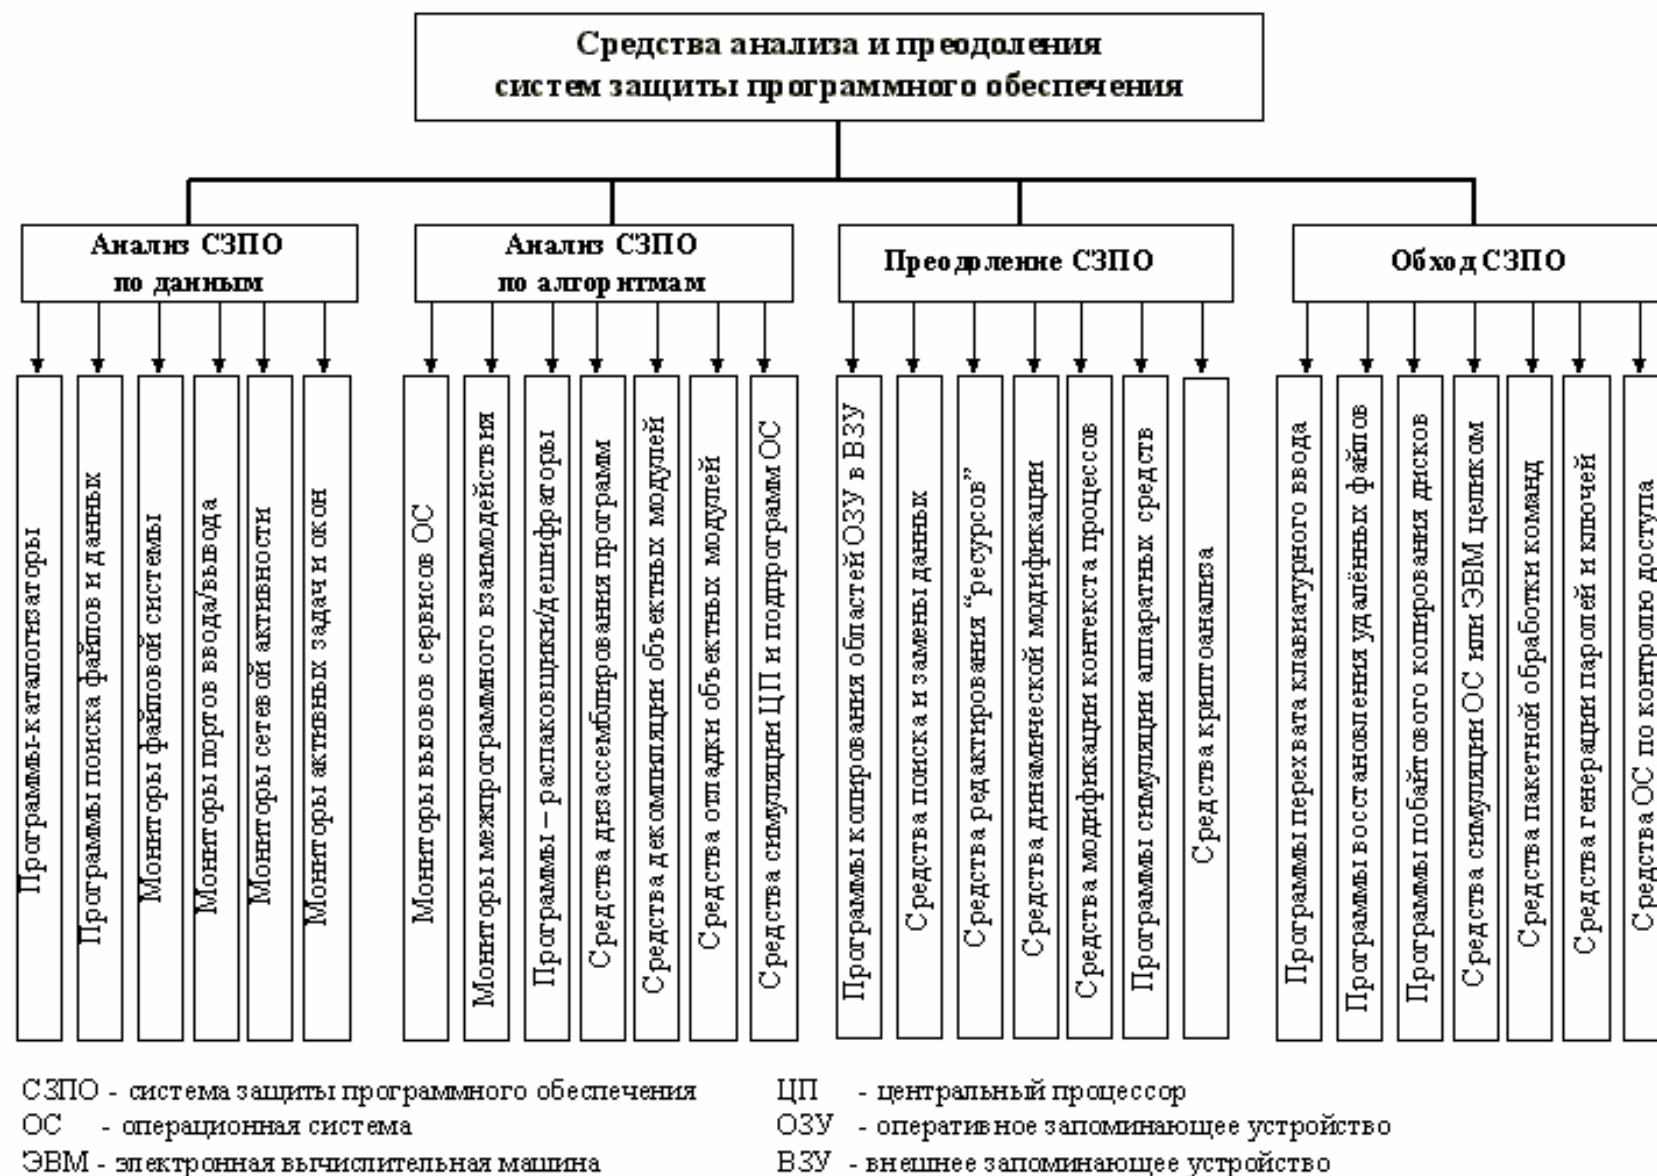 Средства анализа и преодоления
систем защиты программного обеспечения
Анализ СЗПО
по данным
Анализ СЗПО
по алгоритмам
Преодоление СЗПО
Обход СЗПО
Программы-каталогизаторы
Программы поиска файлов и данных
Мониторы файловой системы
Мониторы портов ввода/вывода
Мониторы сетевой активности
Мониторы активных задач и окон
Мониторы вызовов сервисов ОС
Мониторы межпрограмного взаимодействия
Программы – распаковщики/дешифраторы
Средства дизассемблирования программ
Средства декомпиляции объектных модулей
Средства отладки объектных модулей
Средства симуляции ЦП и подпрограмм ОС
Программы копирования областей ОЗУ в ВЗУ
Средства поиска и замены данных
Средства редактирования “ресурсов”
Средства динамической модификации
Средства модификации контекста процессов
Программы симуляции аппаратных средств
Средства криптоанализа
Программы перехвата клавиатурного ввода
Программы востановления удалённых файлов
Программы побайтового копирования дисков
Средства симуляции ОС или ЭВМ целиком
Средства пакетной обработки команд
Средства генерации паролей и ключей
Средства ОС по контролю доступа
СЗПО - система защиты программного обеспечения
ОС - операционная система
ЭВМ - электронная вычислительная машина
ЦП - центральный процессор
ОЗУ - оперативное запоминающее устройство
ВЗУ - внешнее запоминающее устройство